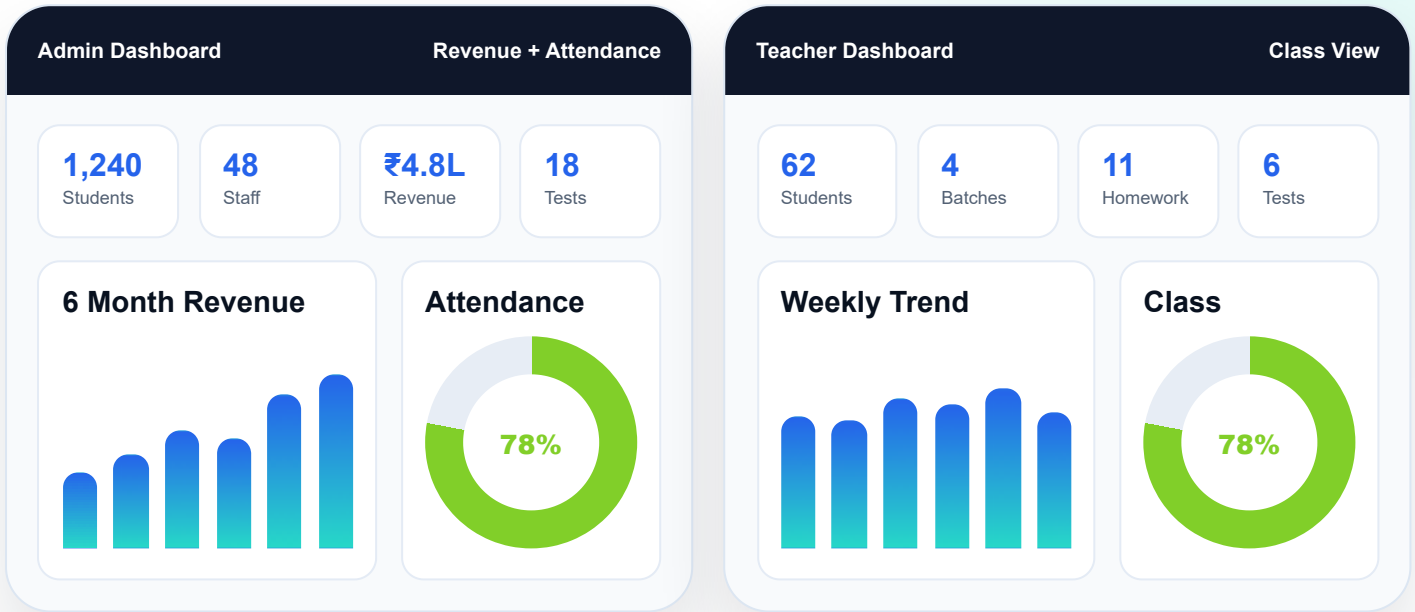 Admin Dashboard
Revenue + Attendance
1,240
Students
48
Staff
₹4.8L
Revenue
18
Tests
6 Month Revenue
Attendance
78%
Teacher Dashboard
Class View
62
Students
4
Batches
11
Homework
6
Tests
Weekly Trend
Class
78%